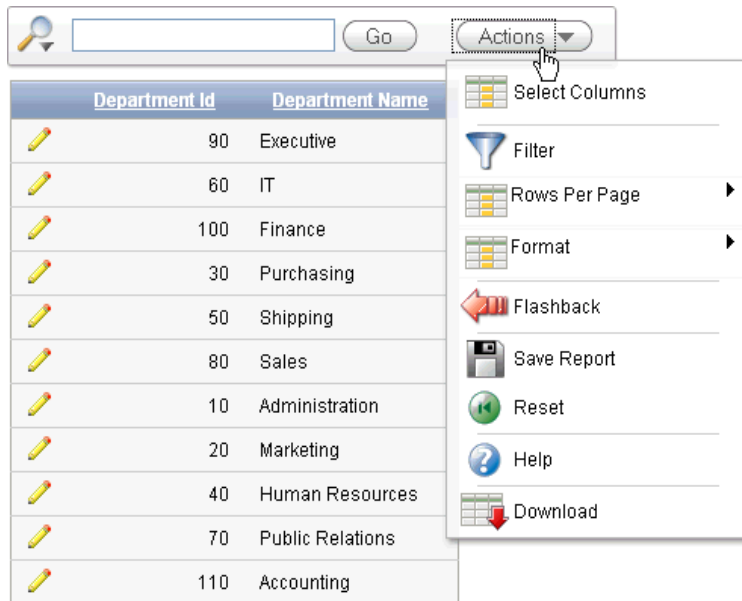 Go
Actions
Department Id Department Name
90 Executive
60 IT
100 Finance
30 Purchasing
50 Shipping
80 Sales
10 Administration
20 Marketing
40 Human Resources
70 Public Relations
110 Accounting
Select Columns
Filter
Rows Per Page
Format
Flashback
Save Report
Reset
Help
Download